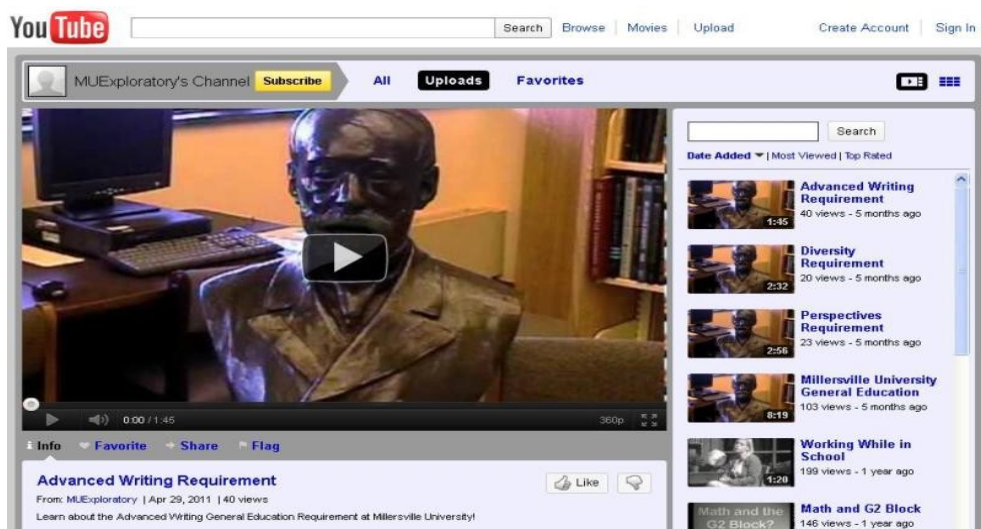 You Tube Search Browse Movies Upload Create Account Sign In
MUExploratory's Channel Subscribe All Uploads Favorites
Search
Date Added | Most Viewed | Top Rated
Advanced Writing
Requirement
40 views - 5 months ago
1:45
Diversity
Requirement
20 views - 5 months ago
2:32
Perspectives
Requirement
23 views - 5 months ago
2:56
Millersville University
General Education
103 views - 5 months ago
8:19
Working While in
School
199 views - 1 year ago
1:20
Math and the
G2 Block?
Math and G2 Block
146 views - 1 year ago
0:00 / 1:45 360p
Info Favorite Share Flag
Advanced Writing Requirement Like
From: MUExploratory | Apr 29, 2011 | 40 views
Learn about the Advanced Writing General Education Requirement at Millersville University!